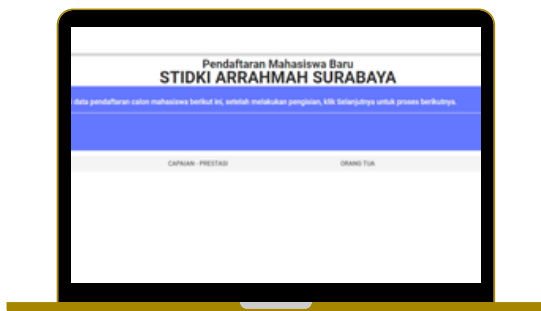 Pendaftaran Mahasiswa Baru
STIDKI ARRAHMAH SURABAYA
data pendaftaran calon mahasiswa berikut ini, setelah melakukan pengisian, klik Selanjutnya untuk proses berikutnya.
CAPAIAN - PRESTASI
ORANG TUA